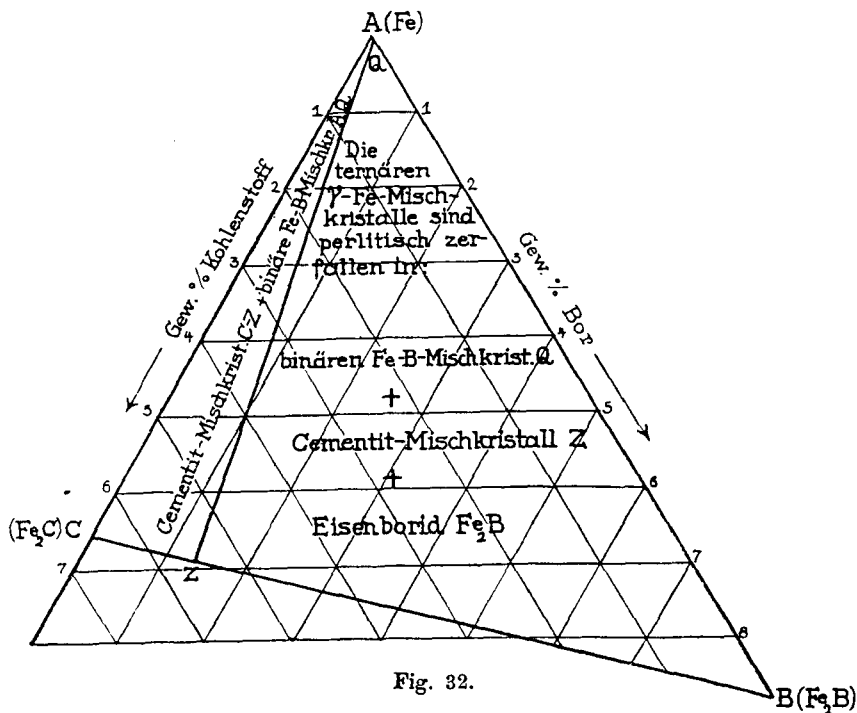 A (Fe)
Q
1
1
2
2
3
3
4
4
5
5
6
6
7
7
8
Gew. % Kohlenstoff
Gew. % Bor
Cementit-Mischkrist. C-Z + binäre Fe-B-Mischkr. AQ
Die
ternären
γ-Fe-Misch-
kristalle sind
perlitisch zer-
fallen in:
binären Fe-B-Mischkrist. Q
+
Cementit-Mischkristall Z
+
Eisenborid Fe₂B
(Fe₂C) C
Z
B (Fe₂B)
Fig. 32.